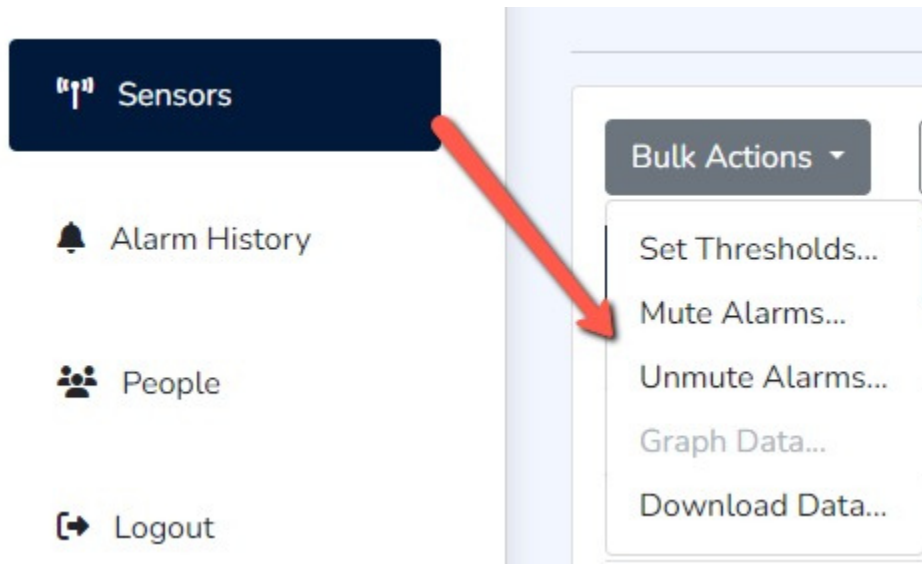 Sensors
Alarm History
People
Logout
Bulk Actions
Set Thresholds...
Mute Alarms...
Unmute Alarms...
Graph Data...
Download Data...